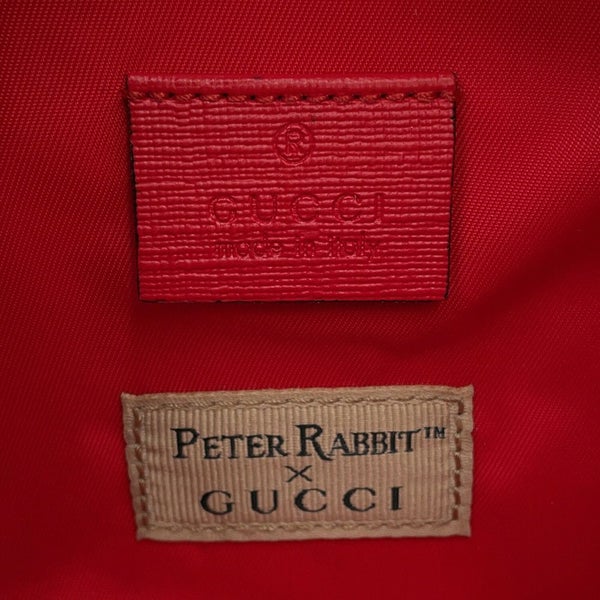 ®
GUCCI
made in Italy
PETER RABBIT™
×
GUCCI